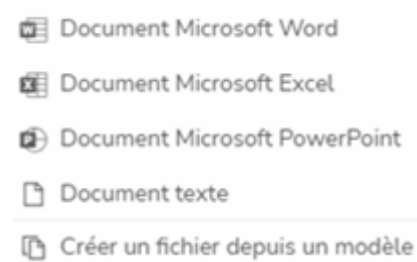 Document Microsoft Word
Document Microsoft Excel
Document Microsoft PowerPoint
Document texte
Créer un fichier depuis un modèle